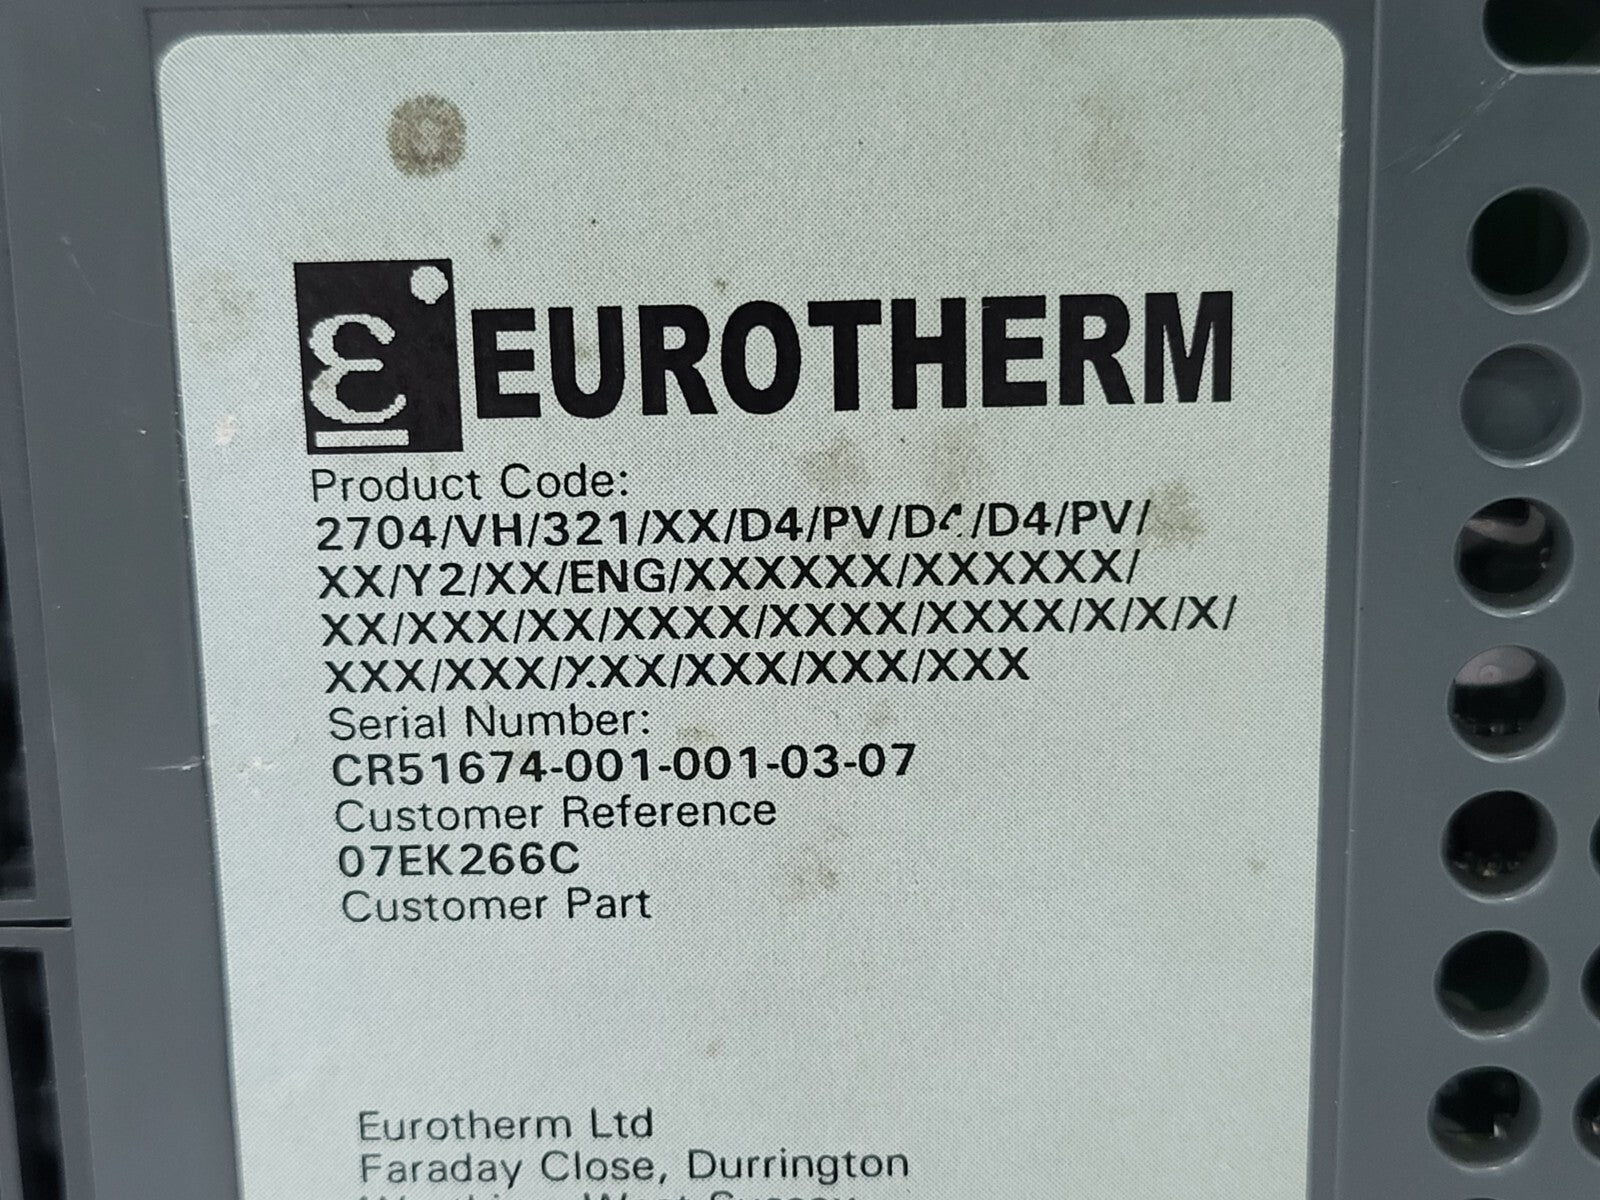 εEUROTHERM
Product Code:
2704/VH/321/XX/D4/PV/D4/D4/PV/
XX/Y2/XX/ENG/XXXXXX/XXXXXX/
XX/XXX/XX/XXXX/XXXX/XXXX/X/X/X/
XXX/XXX/XXX/XXX/XXX/XXX
Serial Number:
CR51674-001-001-03-07
Customer Reference
07EK266C
Customer Part
Eurotherm Ltd
Faraday Close, Durrington